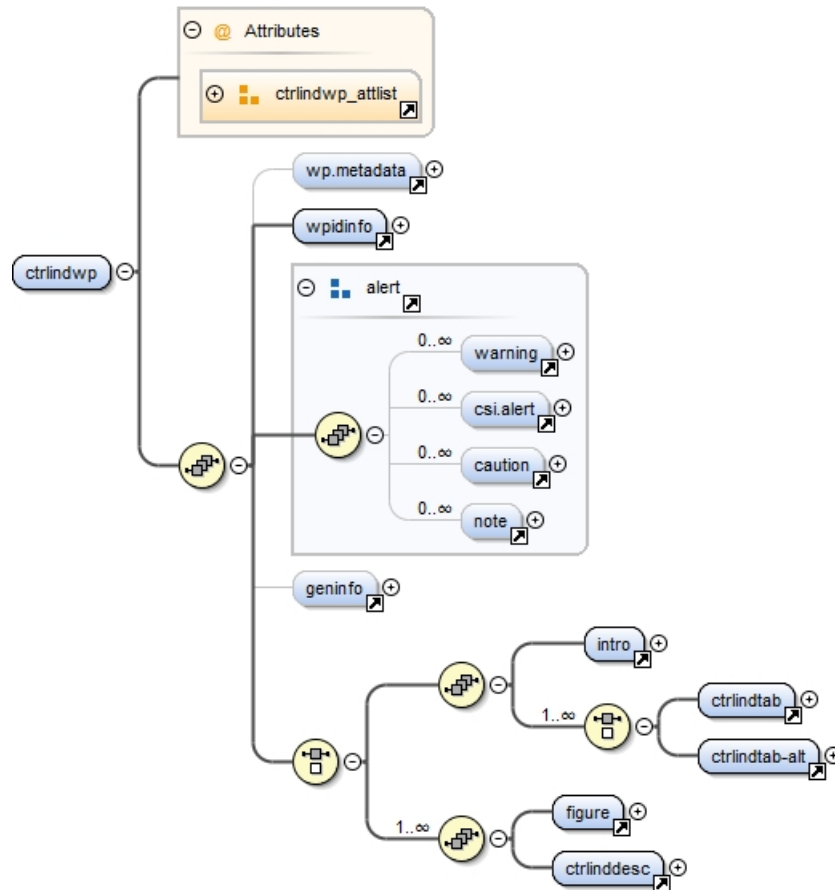 Attributes
ctrlindwp_attlist
wp.metadata
wpidinfo
ctrlindwp
alert
0..∞
warning
0..∞
csi.alert
0..∞
caution
0..∞
note
geninfo
intro
1..∞
ctrlindtab
ctrlindtab-alt
1..∞
figure
ctrlinddesc